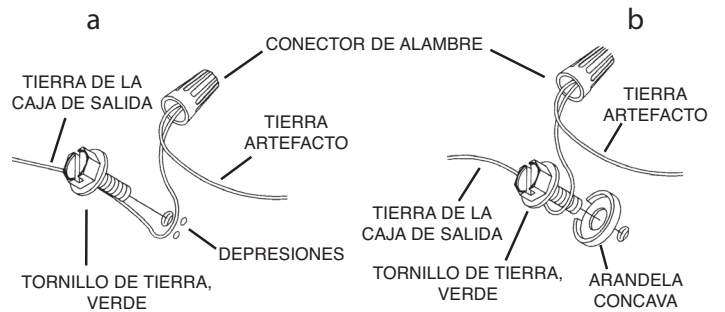 a
CONECTOR DE ALAMBRE
TIERRA DE LA
CAJA DE SALIDA
TIERRA
ARTEFACTO
DEPRESIONES
TORNILLO DE TIERRA,
VERDE
b
TIERRA
ARTEFACTO
TIERRA DE LA
CAJA DE SALIDA
TORNILLO DE TIERRA,
VERDE
ARANDELA
CONCAVA